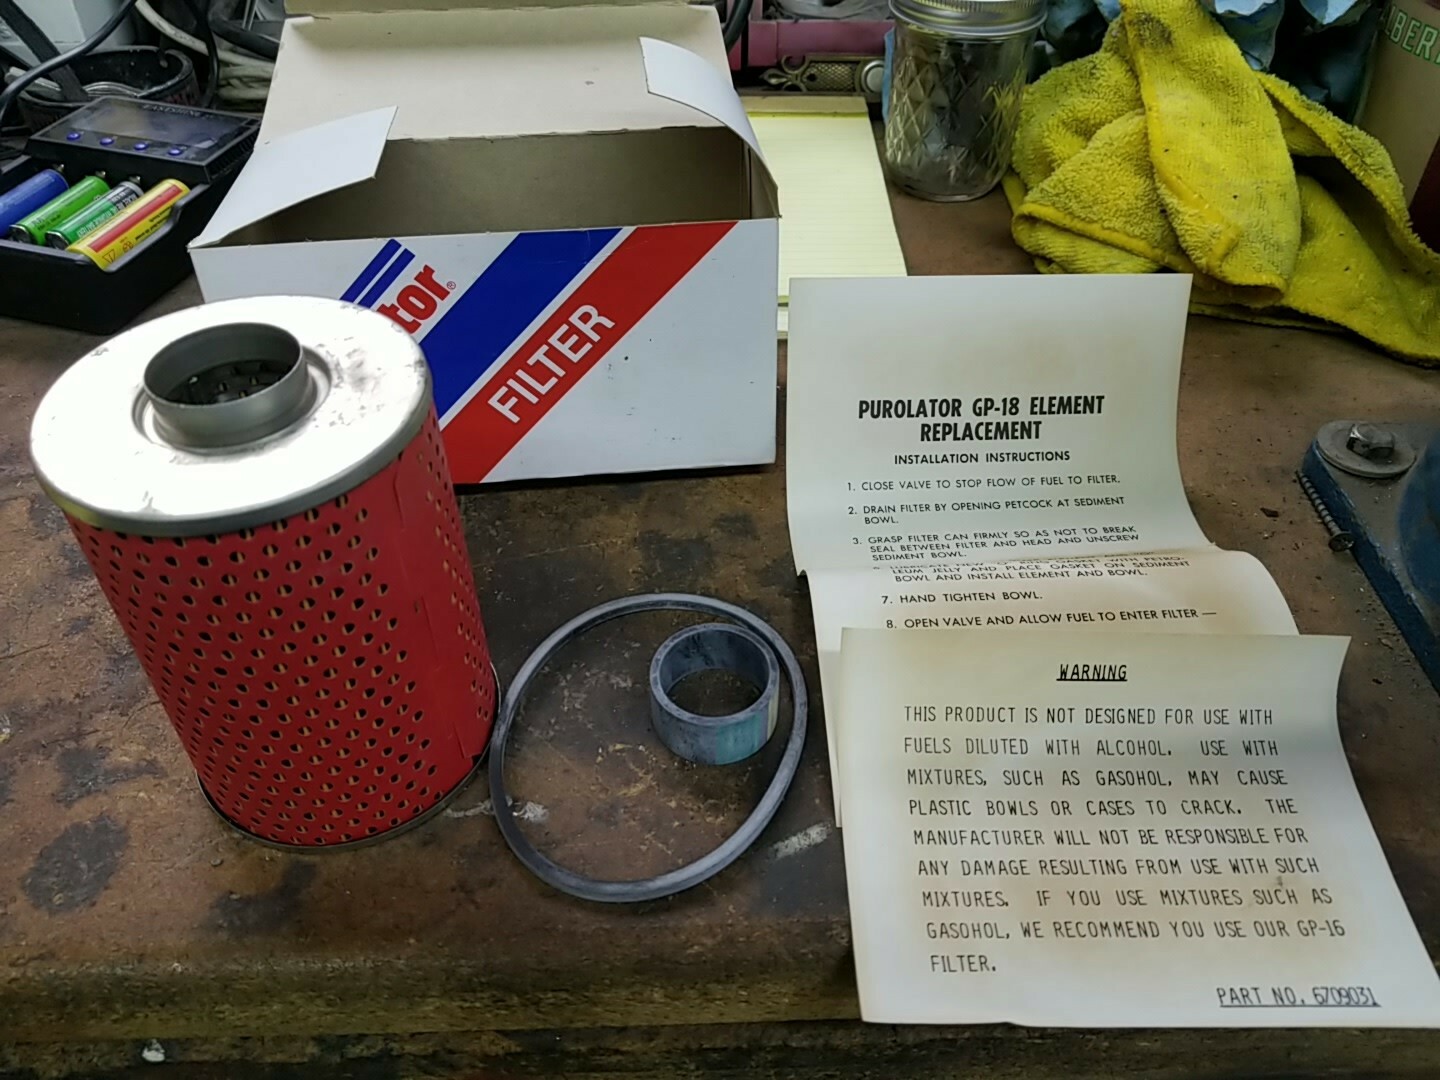 tor®
FILTER
PUROLATOR GP-18 ELEMENT
REPLACEMENT
INSTALLATION INSTRUCTIONS
1. CLOSE VALVE TO STOP FLOW OF FUEL TO FILTER.
2. DRAIN FILTER BY OPENING PETCOCK AT SEDIMENT
BOWL.
3. GRASP FILTER CAN FIRMLY SO AS NOT TO BREAK
SEAL BETWEEN FILTER AND HEAD AND UNSCREW
SEDIMENT BOWL.
LEUM JELLY AND PLACE GASKET ON SEDIMENT
BOWL AND INSTALL ELEMENT AND BOWL.
7. HAND TIGHTEN BOWL.
8. OPEN VALVE AND ALLOW FUEL TO ENTER FILTER —
WARNING
THIS PRODUCT IS NOT DESIGNED FOR USE WITH
FUELS DILUTED WITH ALCOHOL. USE WITH
MIXTURES, SUCH AS GASOHOL, MAY CAUSE
PLASTIC BOWLS OR CASES TO CRACK. THE
MANUFACTURER WILL NOT BE RESPONSIBLE FOR
ANY DAMAGE RESULTING FROM USE WITH SUCH
MIXTURES. IF YOU USE MIXTURES SUCH AS
GASOHOL, WE RECOMMEND YOU USE OUR GP-16
FILTER.
PART NO. 6709031